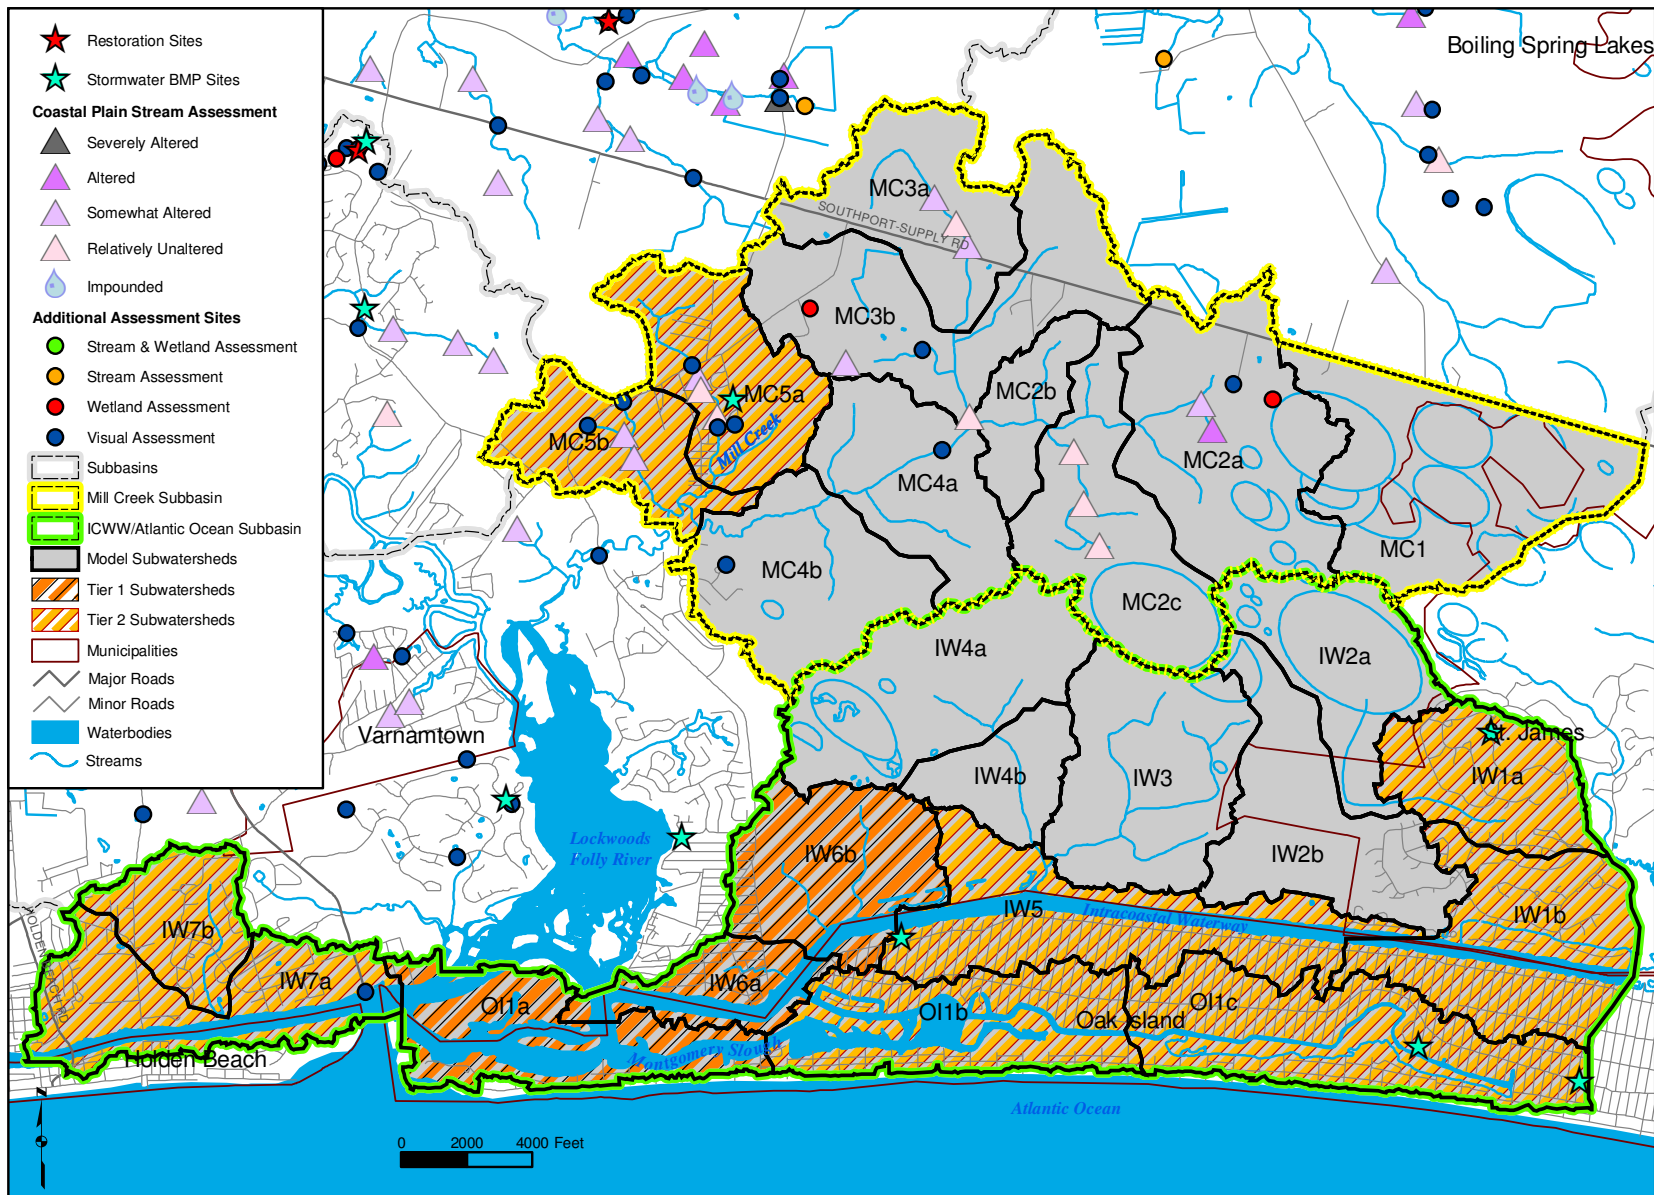 Restoration Sites
Stormwater BMP Sites
Coastal Plain Stream Assessment
Severely Altered
Altered
Somewhat Altered
Relatively Unaltered
Impounded
Additional Assessment Sites
Stream & Wetland Assessment
Stream Assessment
Wetland Assessment
Visual Assessment
Subbasins
Mill Creek Subbasin
ICWW/Atlantic Ocean Subbasin
Model Subwatersheds
Tier 1 Subwatersheds
Tier 2 Subwatersheds
Municipalities
Major Roads
Minor Roads
Waterbodies
Streams
Boiling Spring Lakes
MC3a
SOUTHPORT-SUPPLY RD
MC3b
MC2b
MC5a
MC5b
Mill Creek
MC2a
MC4a
MC1
MC4b
MC2c
IW4a
IW2a
Varnamtown
St. James
IW1a
IW4b
IW3
Lockwoods
Folly River
IW6b
IW2b
IW5
Intracoastal Waterway
IW1b
IW7b
HOLDEN BEACH RD
IW7a
IW6a
OI1a
OI1b
OI1c
Oak Island
Holden Beach
Montgomery Slough
Atlantic Ocean
N
0 2000 4000 Feet